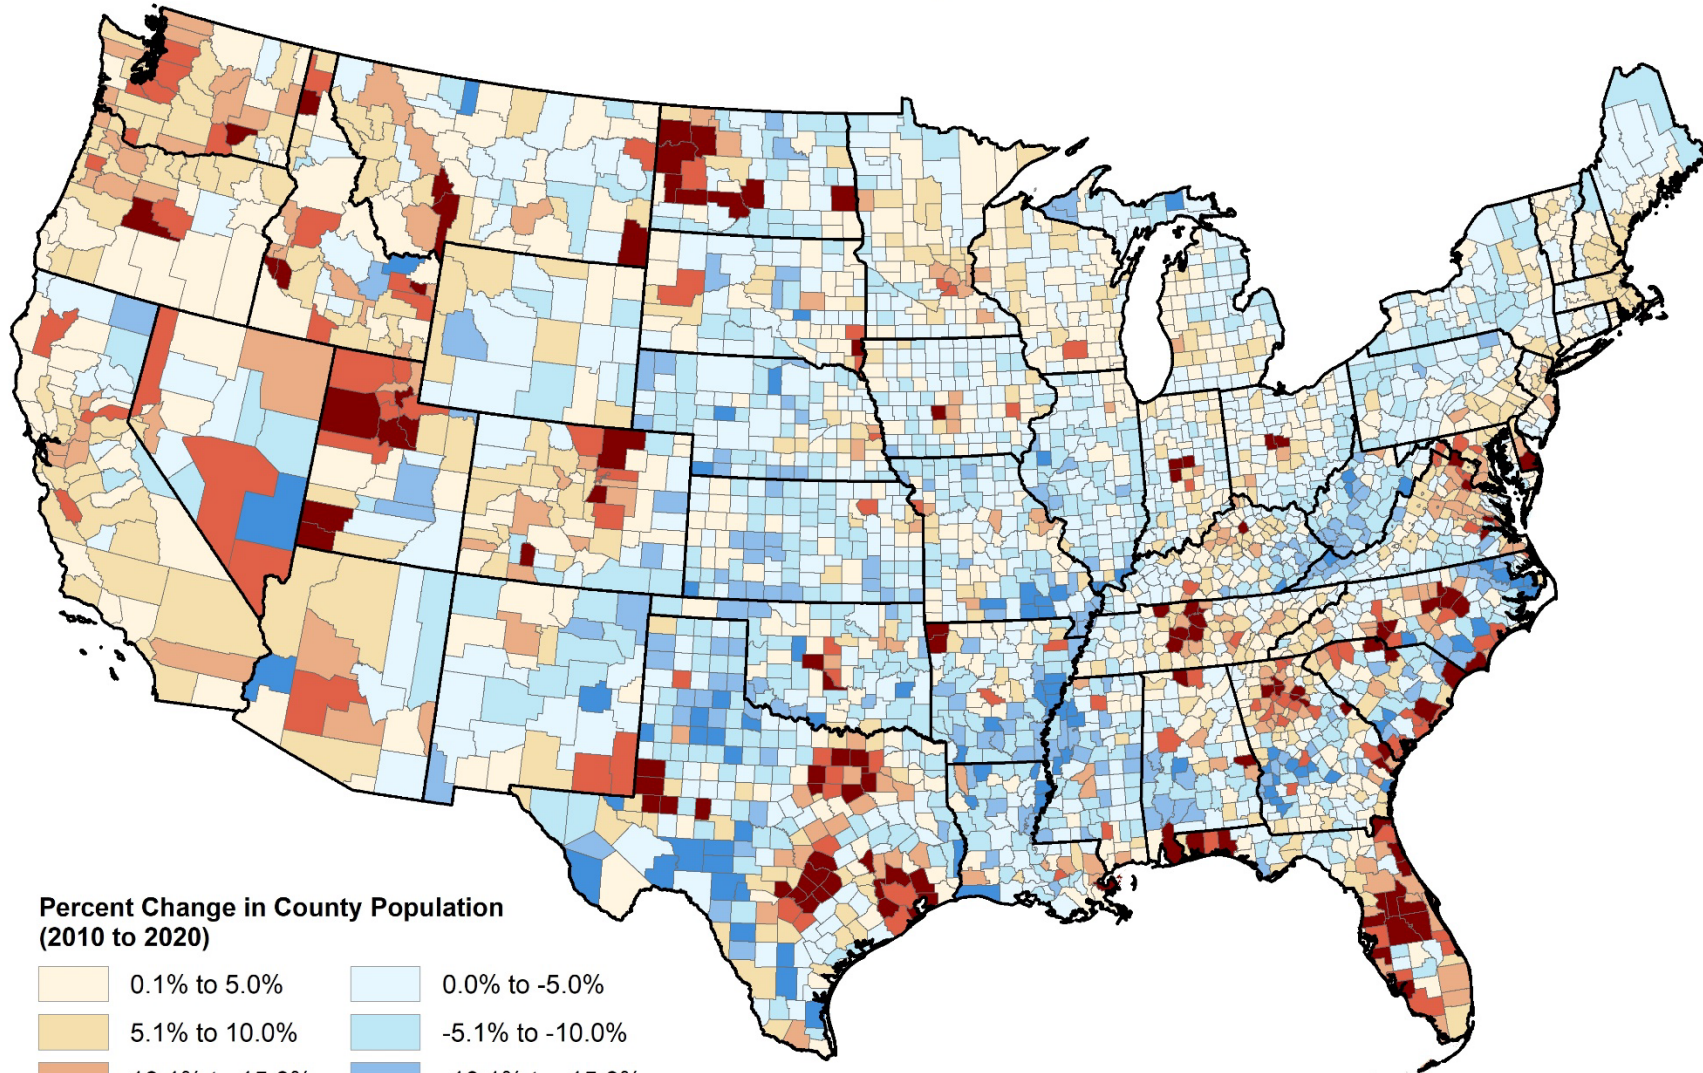 Percent Change in County Population
(2010 to 2020)
0.1% to 5.0%
0.0% to -5.0%
5.1% to 10.0%
-5.1% to -10.0%